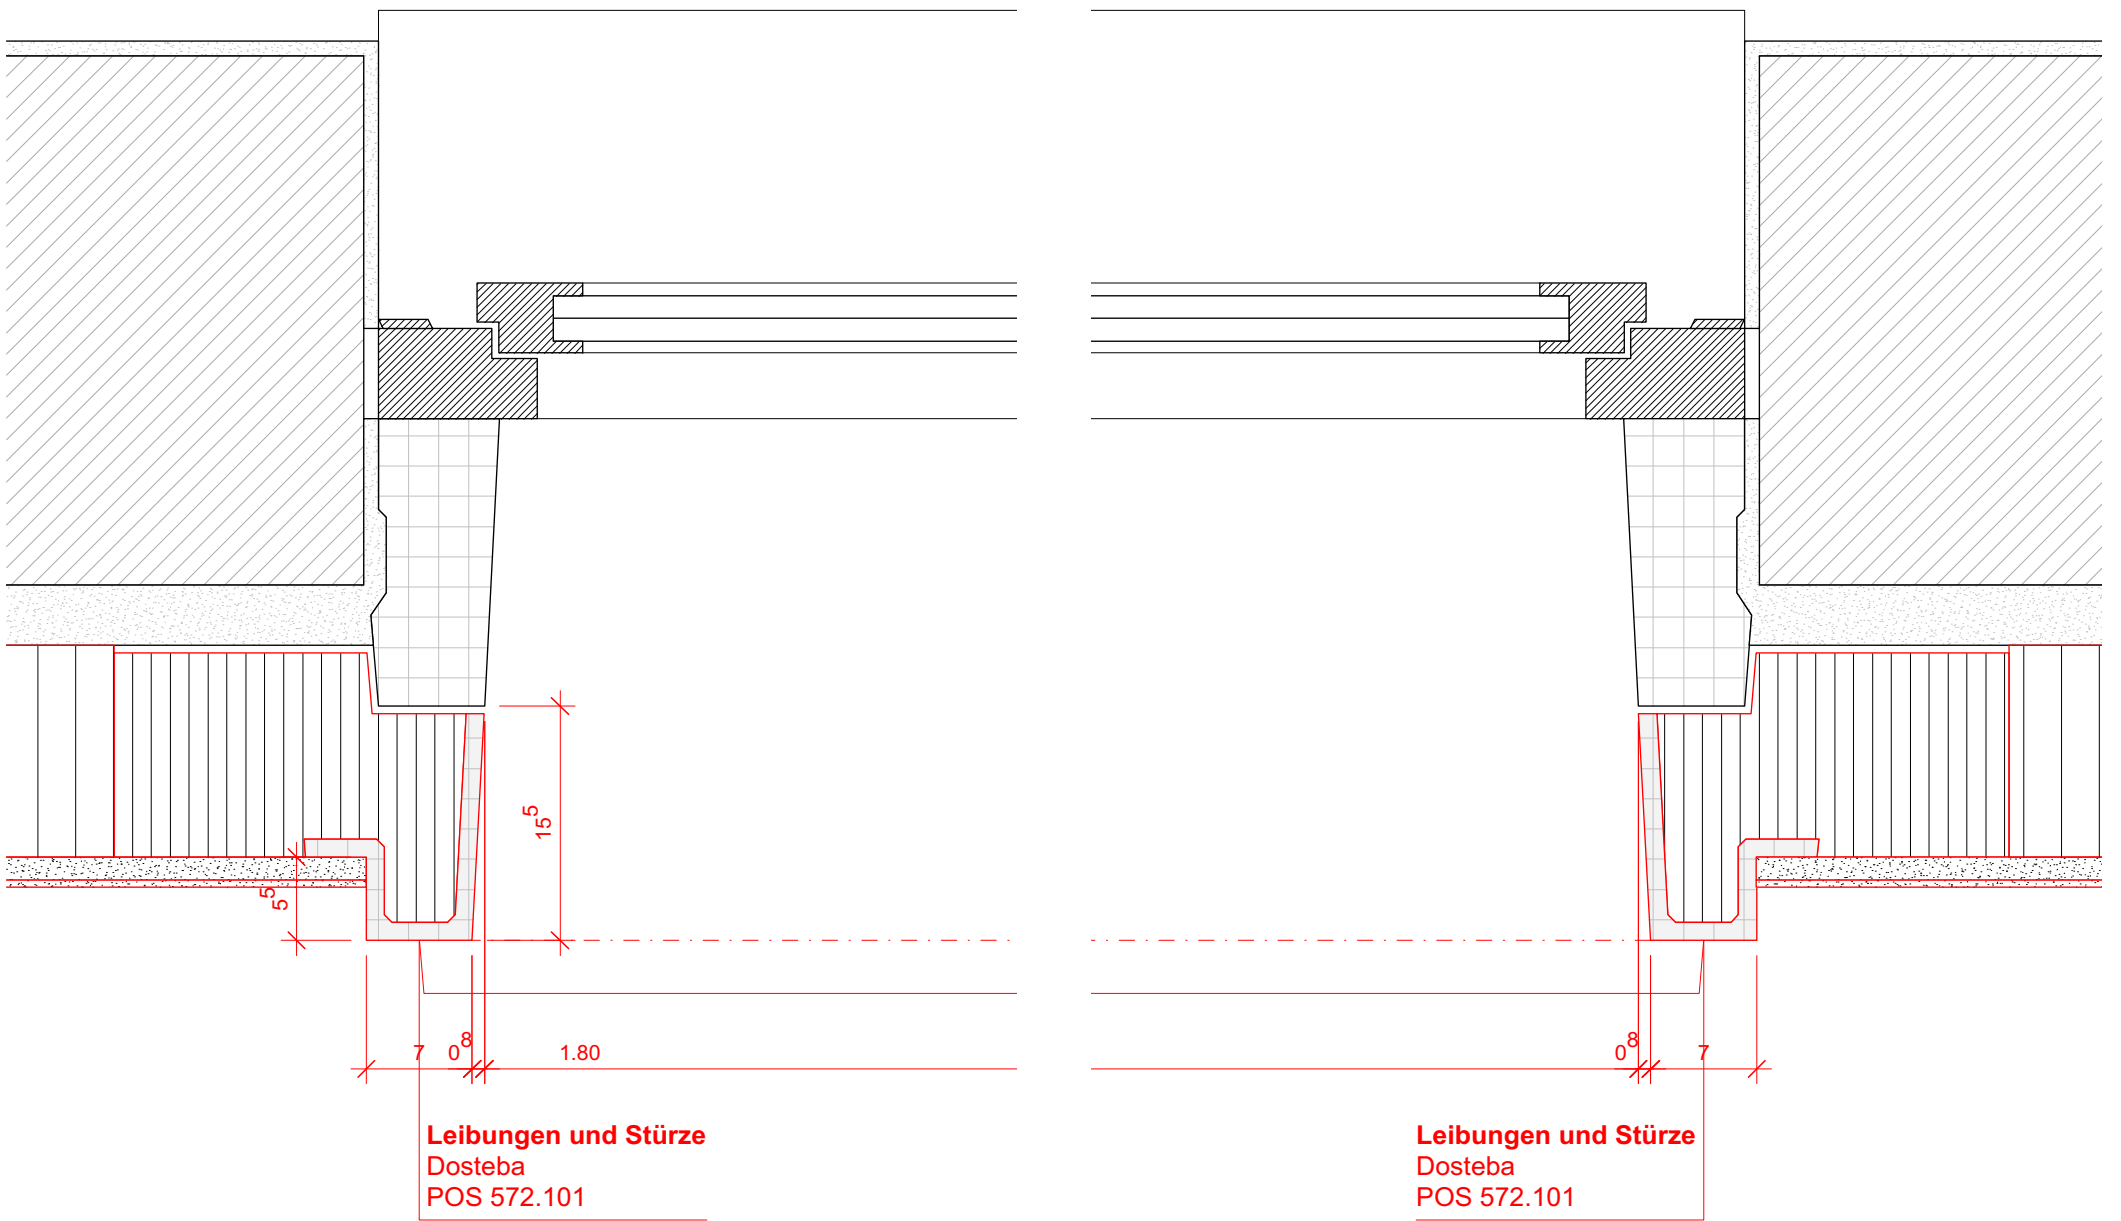 15⁵
5⁵
7 0⁸ 1.80 0⁸ 7
Leibungen und Stürze
Dosteba
POS 572.101
Leibungen und Stürze
Dosteba
POS 572.101